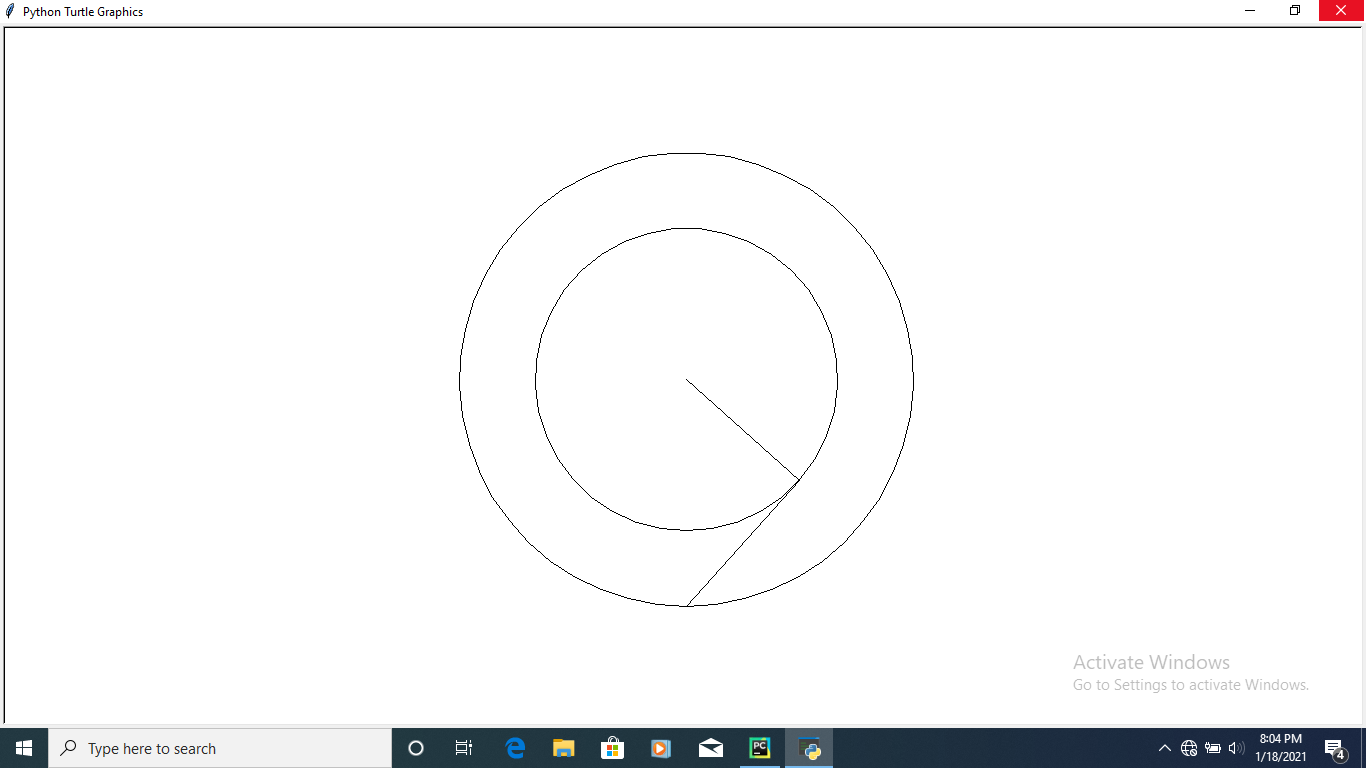 Python Turtle Graphics
Activate Windows
Go to Settings to activate Windows.
Type here to search
PC
8:04 PM
1/18/2021
4